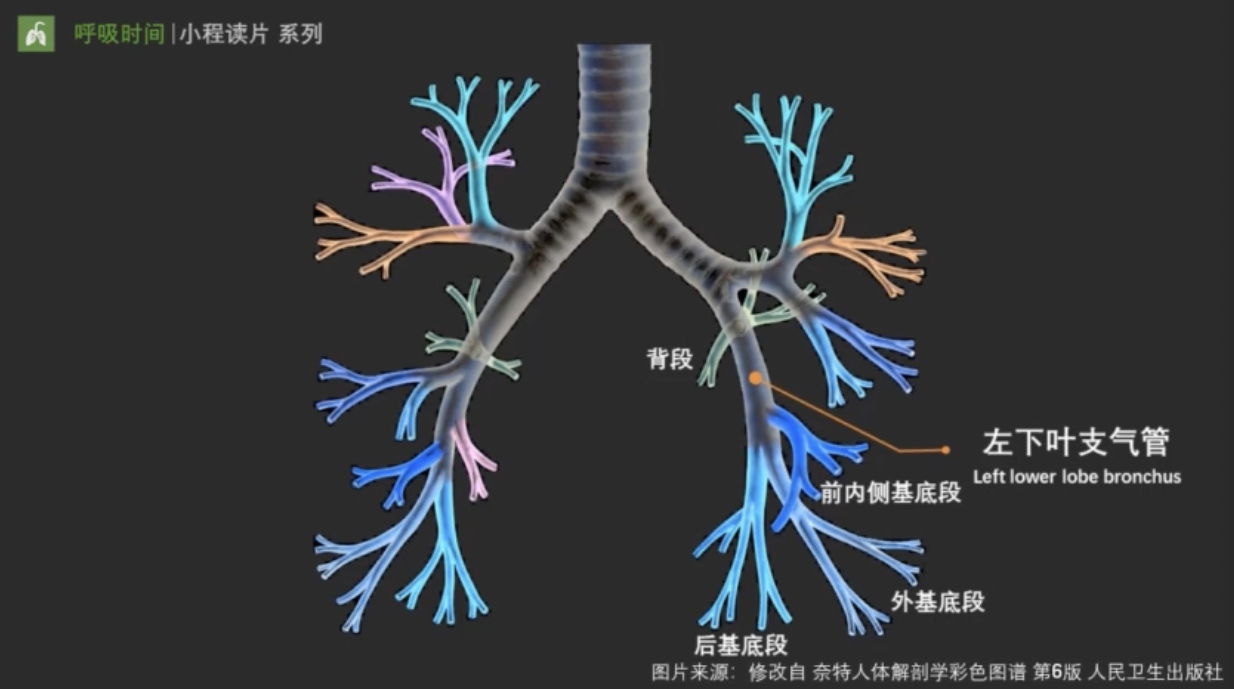 呼吸时间|小程读片 系列
背段
左下叶支气管
Left lower lobe bronchus
前内侧基底段
外基底段
后基底段
图片来源：修改自 奈特人体解剖学彩色图谱 第6版 人民卫生出版社